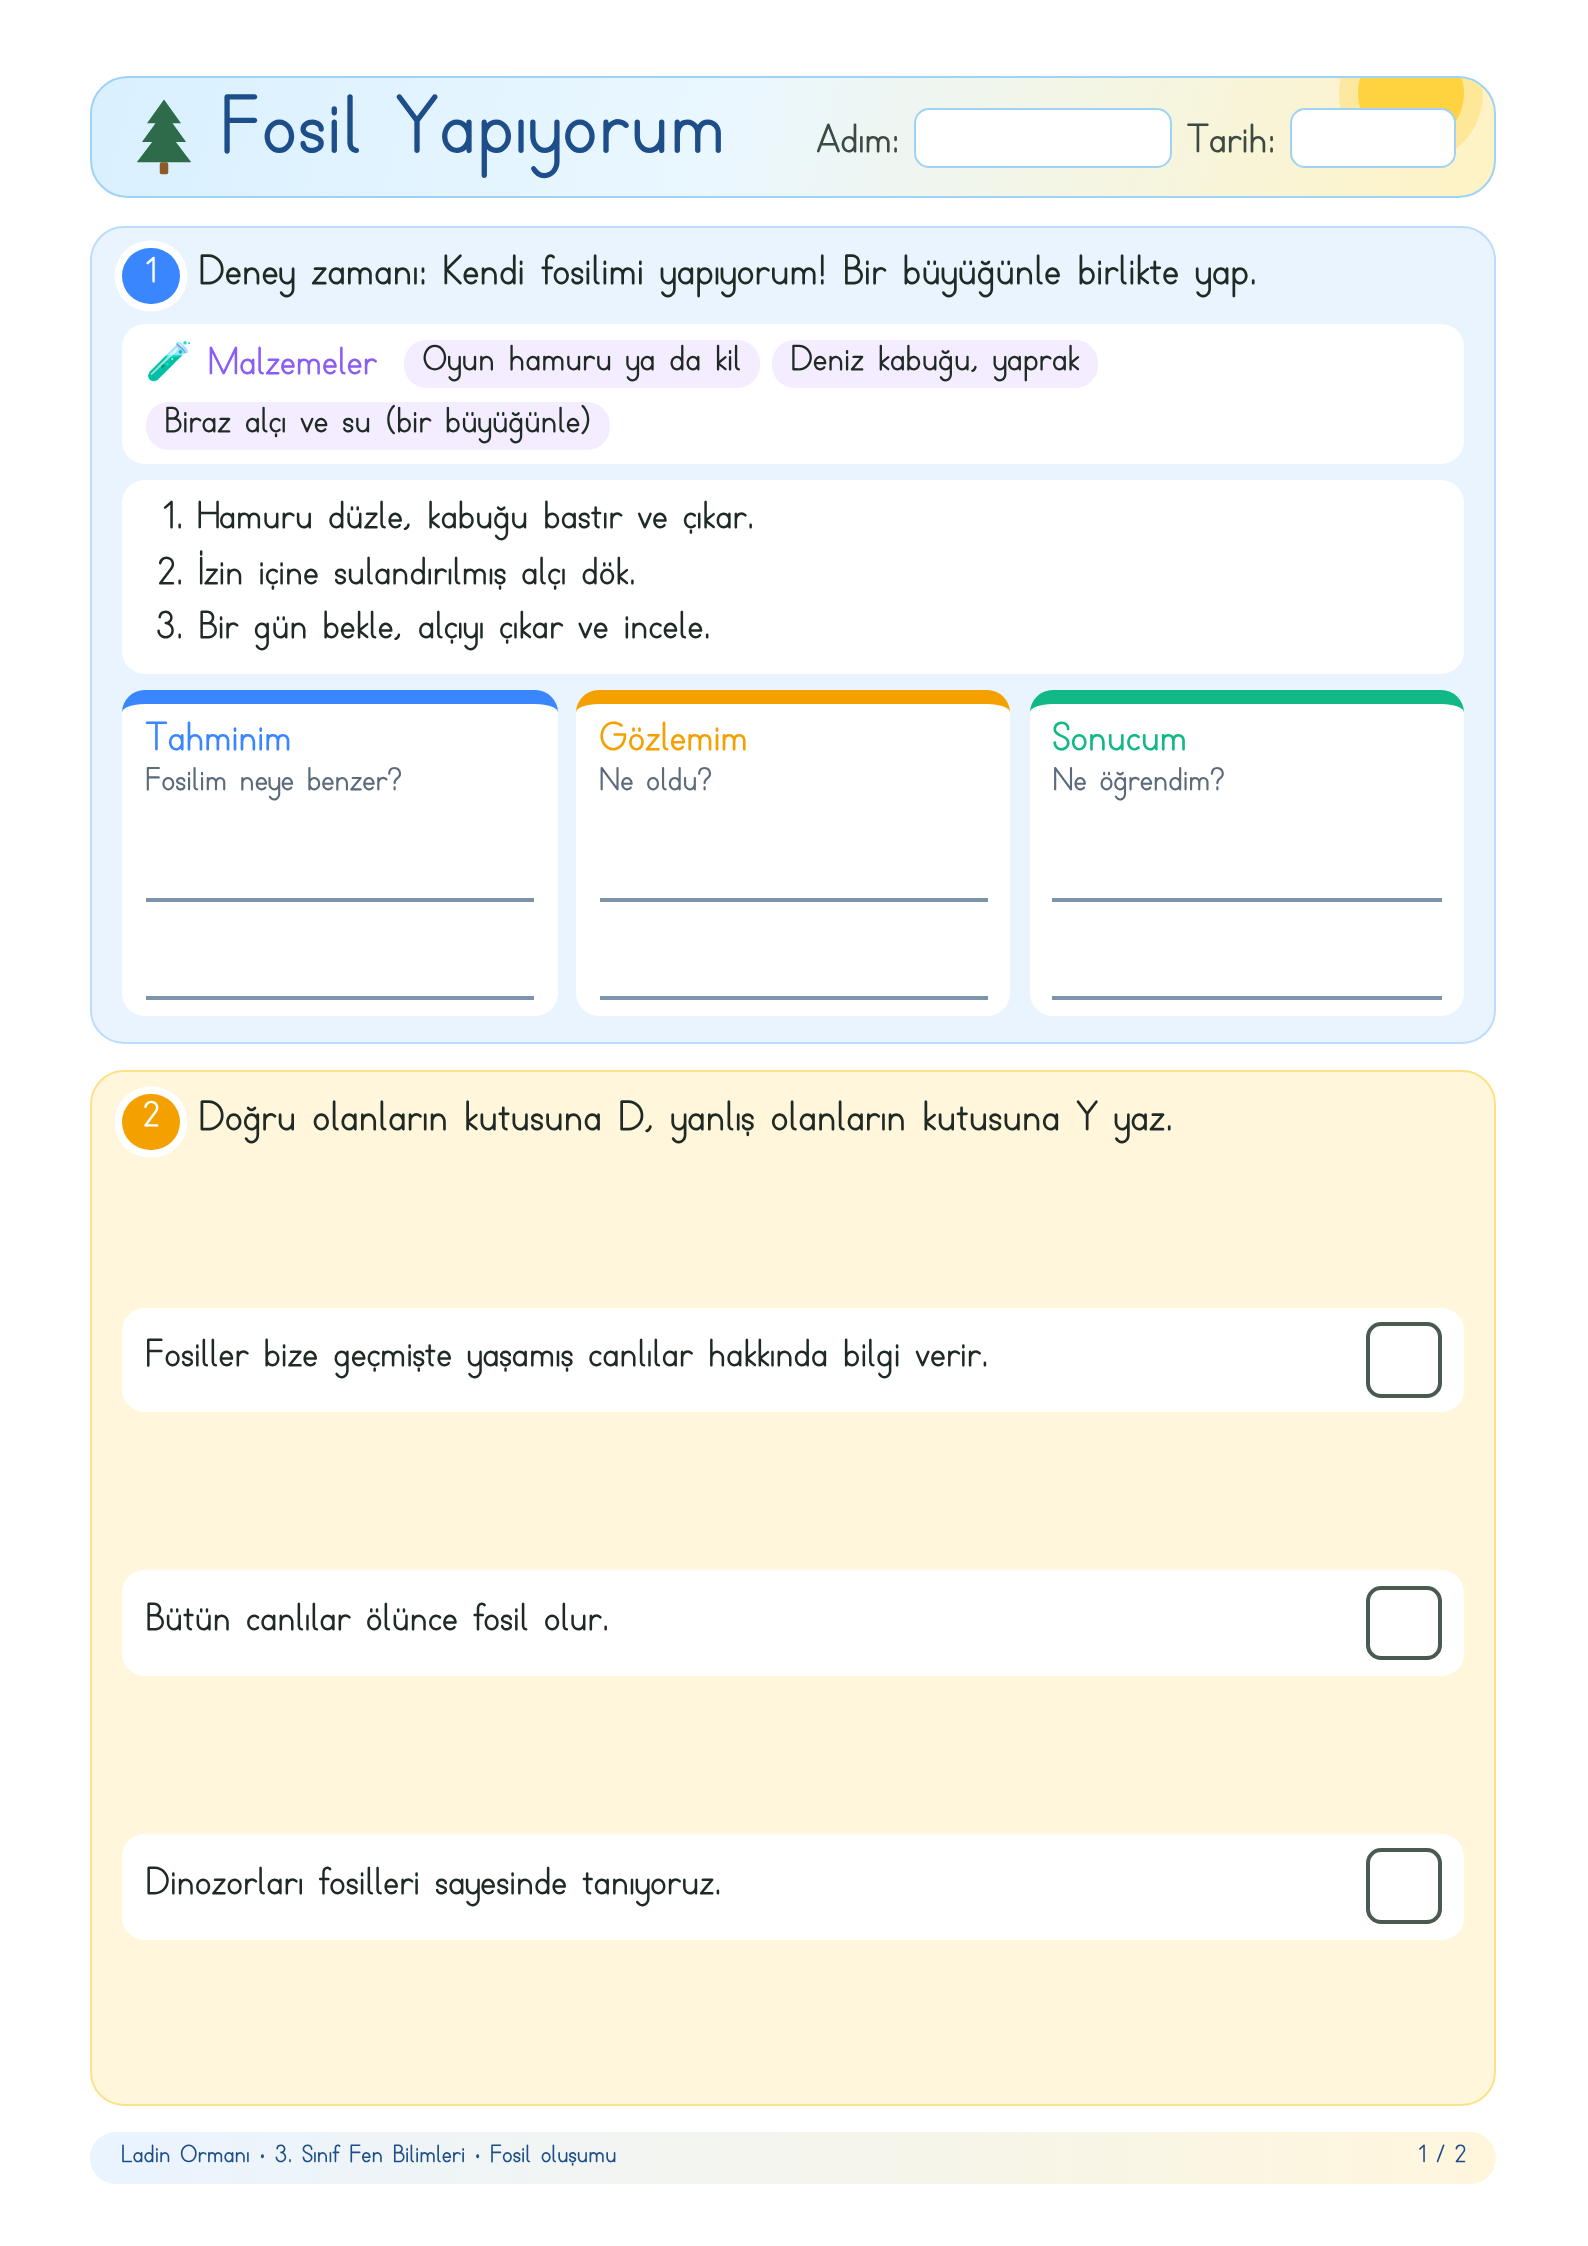 Fosil Yapıyorum
Adım:
Tarih:
1 Deney zamanı: Kendi fosilimi yapıyorum! Bir büyüğünle birlikte yap.
Malzemeler Oyun hamuru ya da kil Deniz kabuğu, yaprak
Biraz alçı ve su (bir büyüğünle)
1. Hamuru düzle, kabuğu bastır ve çıkar.
2. İzin içine sulandırılmış alçı dök.
3. Bir gün bekle, alçıyı çıkar ve incele.
Tahminim
Fosilim neye benzer?
Gözlemim
Ne oldu?
Sonucum
Ne öğrendim?
2 Doğru olanların kutusuna D, yanlış olanların kutusuna Y yaz.
Fosiller bize geçmişte yaşamış canlılar hakkında bilgi verir.
Bütün canlılar ölünce fosil olur.
Dinozorları fosilleri sayesinde tanıyoruz.
Ladin Ormanı • 3. Sınıf Fen Bilimleri • Fosil oluşumu
1 / 2